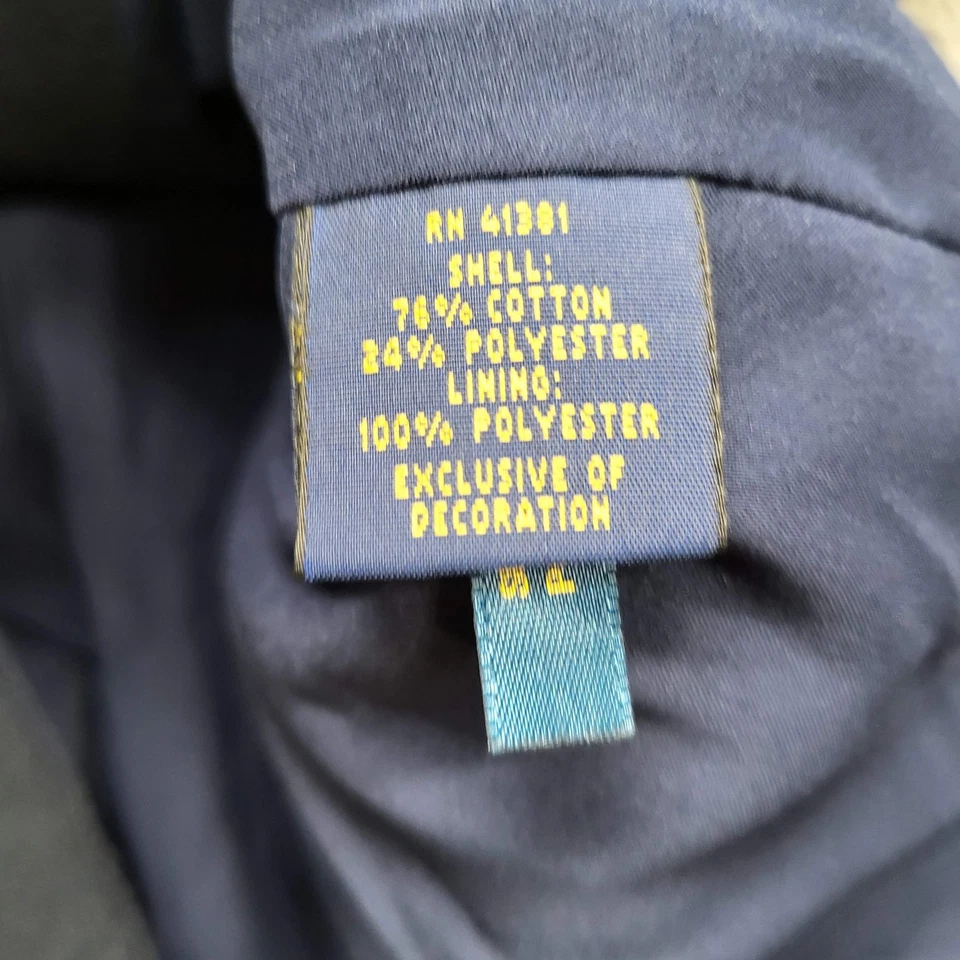 RN 41381
SHELL:
76% COTTON
24% POLYESTER
LINING:
100% POLYESTER
EXCLUSIVE OF
DECORATION